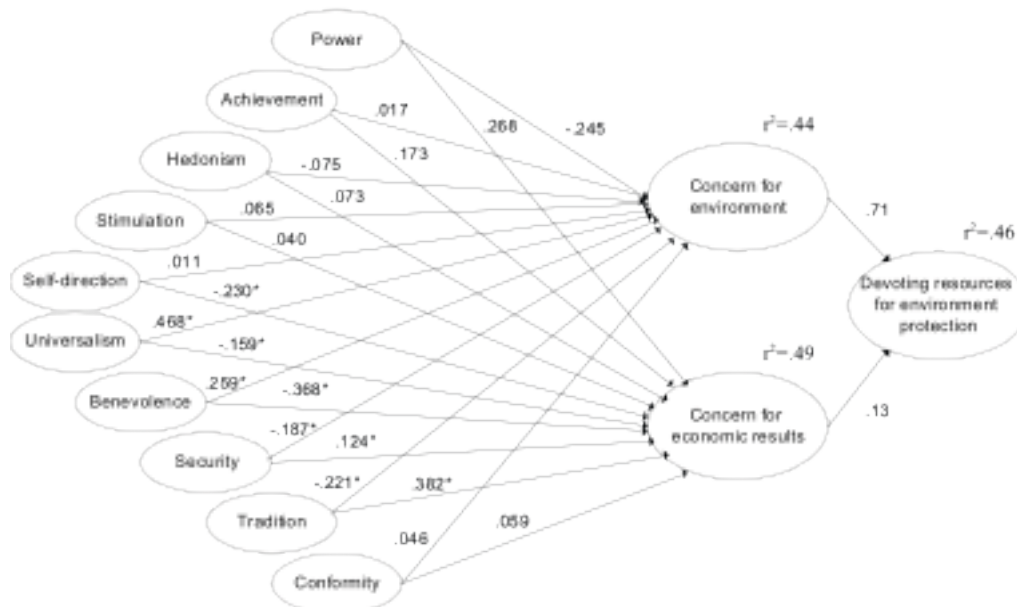 Power
Achievement
.017
.268
-.245
r²=.44
Hedonism
-.075
.173
Concern for
environment
Stimulation
.065
.073
.71
r²=.46
.040
Self-direction
.011
-.230*
Devoting resources
for environment
protection
Universalism
.468*
-.159*
r²=.49
Benevolence
.259*
-.368*
Concern for
economic results
.13
Security
-.187*
.124*
Tradition
-.221*
.382*
.046
.059
Conformity